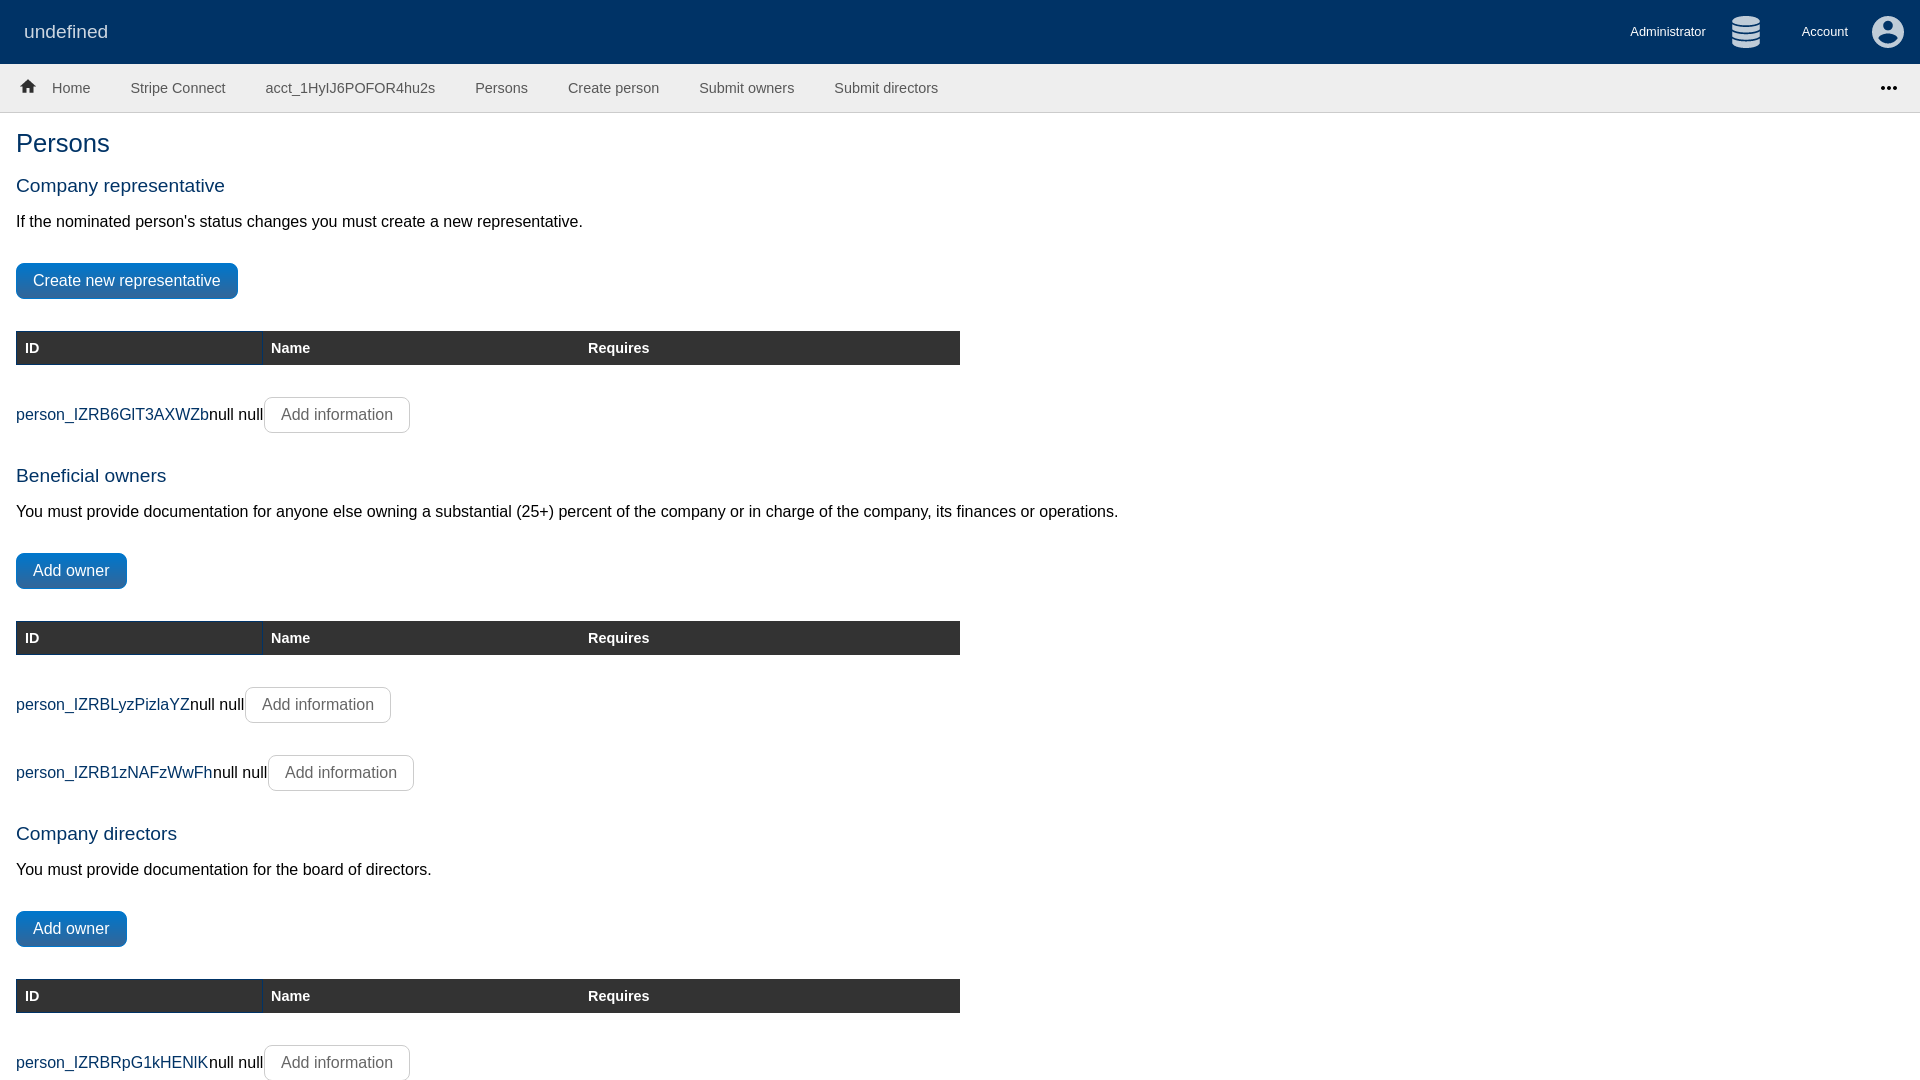 undefined
Administrator
Account
Home
Stripe Connect
acct_1HyIJ6POFOR4hu2s
Persons
Create person
Submit owners
Submit directors
Persons
Company representative
If the nominated person's status changes you must create a new representative.
Create new representative
ID Name Requires
person_IZRB6GlT3AXWZbnull null Add information
Beneficial owners
You must provide documentation for anyone else owning a substantial (25+) percent of the company or in charge of the company, its finances or operations.
Add owner
ID Name Requires
person_IZRBLyzPizlaYZnull null Add information
person_IZRB1zNAFzWwFhnull null Add information
Company directors
You must provide documentation for the board of directors.
Add owner
ID Name Requires
person_IZRBRpG1kHENlKnull null Add information